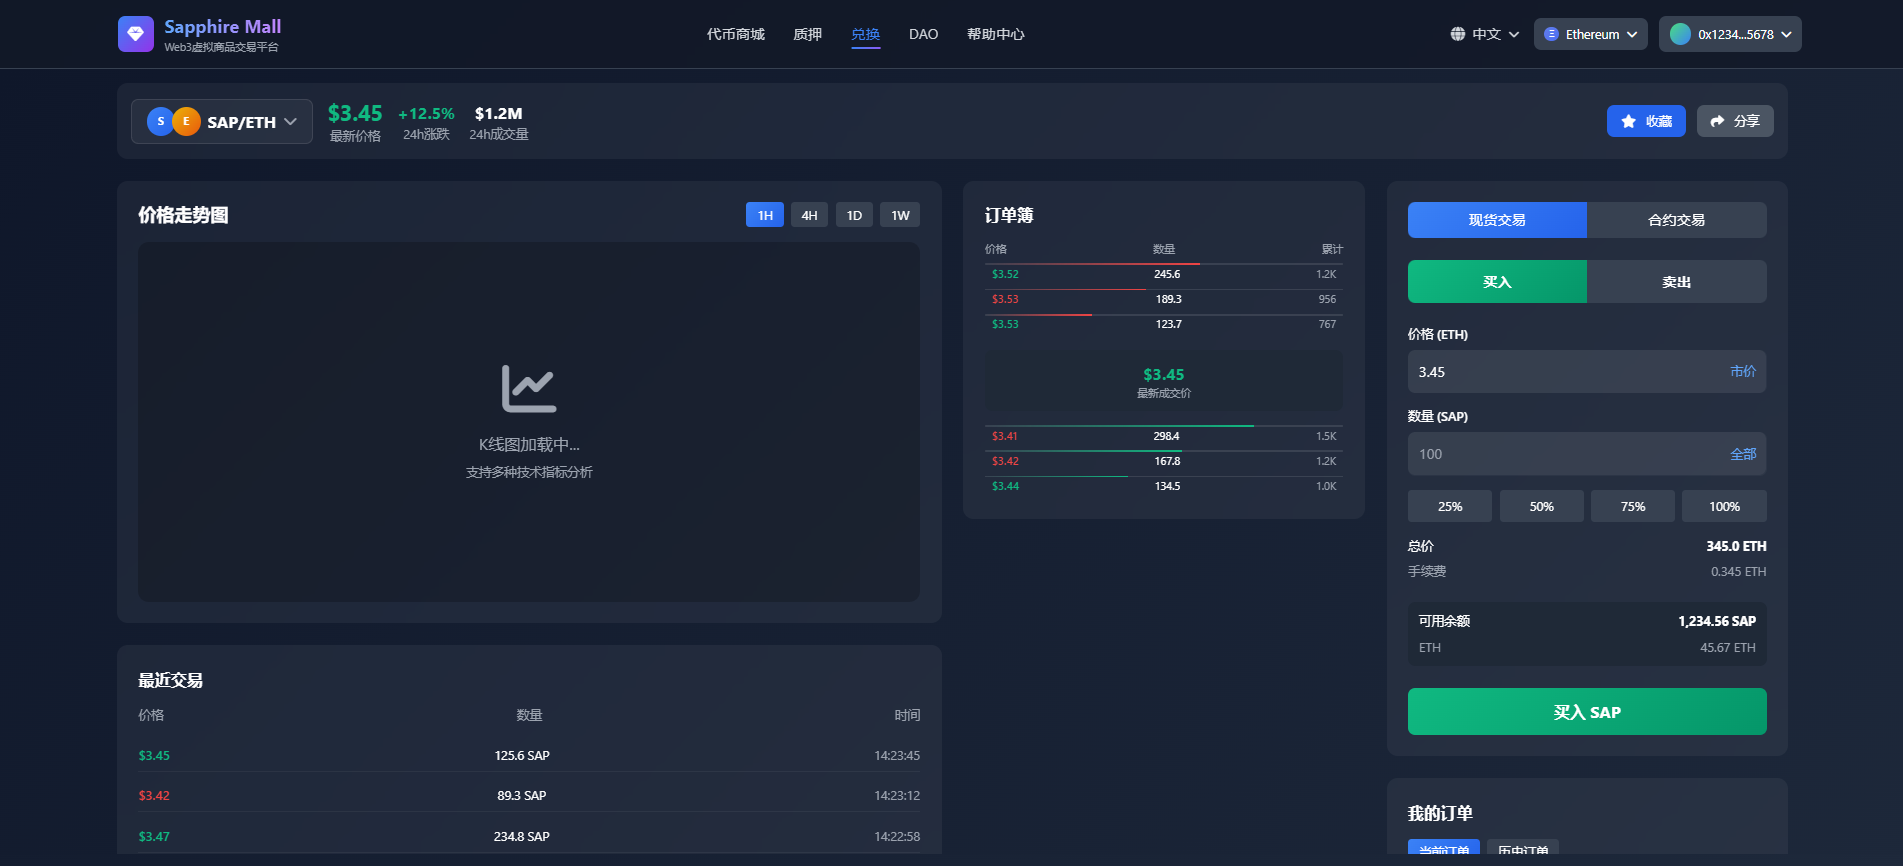 Sapphire Mall
Web3虚拟商品交易平台
代币商城 质押 兑换 DAO 帮助中心
中文 Ethereum 0x1234...5678
S E SAP/ETH
$3.45 +12.5% $1.2M
最新价格 24h涨跌 24h成交量
收藏 分享
价格走势图
1H 4H 1D 1W
K线图加载中...
支持多种技术指标分析
最近交易
价格 数量 时间
$3.45 125.6 SAP 14:23:45
$3.42 89.3 SAP 14:23:12
$3.47 234.8 SAP 14:22:58
订单簿
价格 数量 累计
$3.52 245.6 1.2K
$3.53 189.3 956
$3.53 123.7 767
$3.45
最新成交价
$3.41 298.4 1.5K
$3.42 167.8 1.2K
$3.44 134.5 1.0K
现货交易 合约交易
买入 卖出
价格 (ETH)
3.45 市价
数量 (SAP)
100 全部
25% 50% 75% 100%
总价 345.0 ETH
手续费 0.345 ETH
可用余额 1,234.56 SAP
ETH 45.67 ETH
买入 SAP
我的订单
当前订单 历史订单